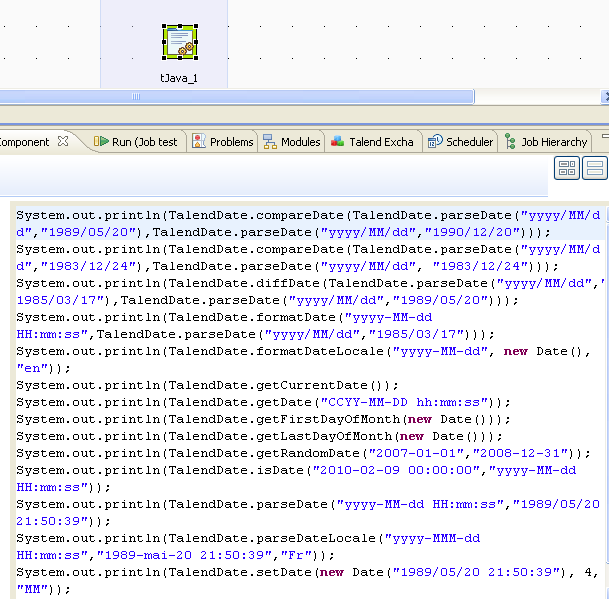 tJava_1
Component
Run (Job test
Problems
Modules
Talend Excha
Scheduler
Job Hierarchy
System.out.println(TalendDate.compareDate(TalendDate.parseDate("yyyy/MM/d
d","1989/05/20"),TalendDate.parseDate("yyyy/MM/dd","1990/12/20")));
System.out.println(TalendDate.compareDate(TalendDate.parseDate("yyyy/MM/d
d","1983/12/24"),TalendDate.parseDate("yyyy/MM/dd", "1983/12/24")));
System.out.println(TalendDate.diffDate(TalendDate.parseDate("yyyy/MM/dd","
1985/03/17"),TalendDate.parseDate("yyyy/MM/dd","1989/05/20")));
System.out.println(TalendDate.formatDate("yyyy-MM-dd
HH:mm:ss",TalendDate.parseDate("yyyy/MM/dd","1985/03/17")));
System.out.println(TalendDate.formatDateLocale("yyyy-MM-dd", new Date(),
"en"));
System.out.println(TalendDate.getCurrentDate());
System.out.println(TalendDate.getDate("CCYY-MM-DD hh:mm:ss"));
System.out.println(TalendDate.getFirstDayOfMonth(new Date()));
System.out.println(TalendDate.getLastDayOfMonth(new Date()));
System.out.println(TalendDate.getRandomDate("2007-01-01","2008-12-31"));
System.out.println(TalendDate.isDate("2010-02-09 00:00:00","yyyy-MM-dd
HH:mm:ss"));
System.out.println(TalendDate.parseDate("yyyy-MM-dd HH:mm:ss","1989/05/20
21:50:39"));
System.out.println(TalendDate.parseDateLocale("yyyy-MMM-dd
HH:mm:ss","1989-mai-20 21:50:39","Fr"));
System.out.println(TalendDate.setDate(new Date("1989/05/20 21:50:39"), 4,
"MM"));